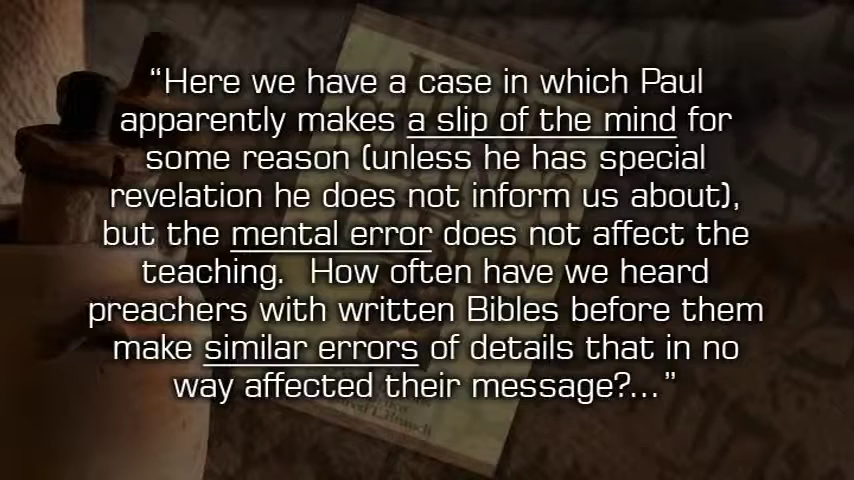 “Here we have a case in which Paul
apparently makes a slip of the mind for
some reason (unless he has special
revelation he does not inform us about),
but the mental error does not affect the
teaching.  How often have we heard
preachers with written Bibles before them
make similar errors of details that in no
way affected their message?...”